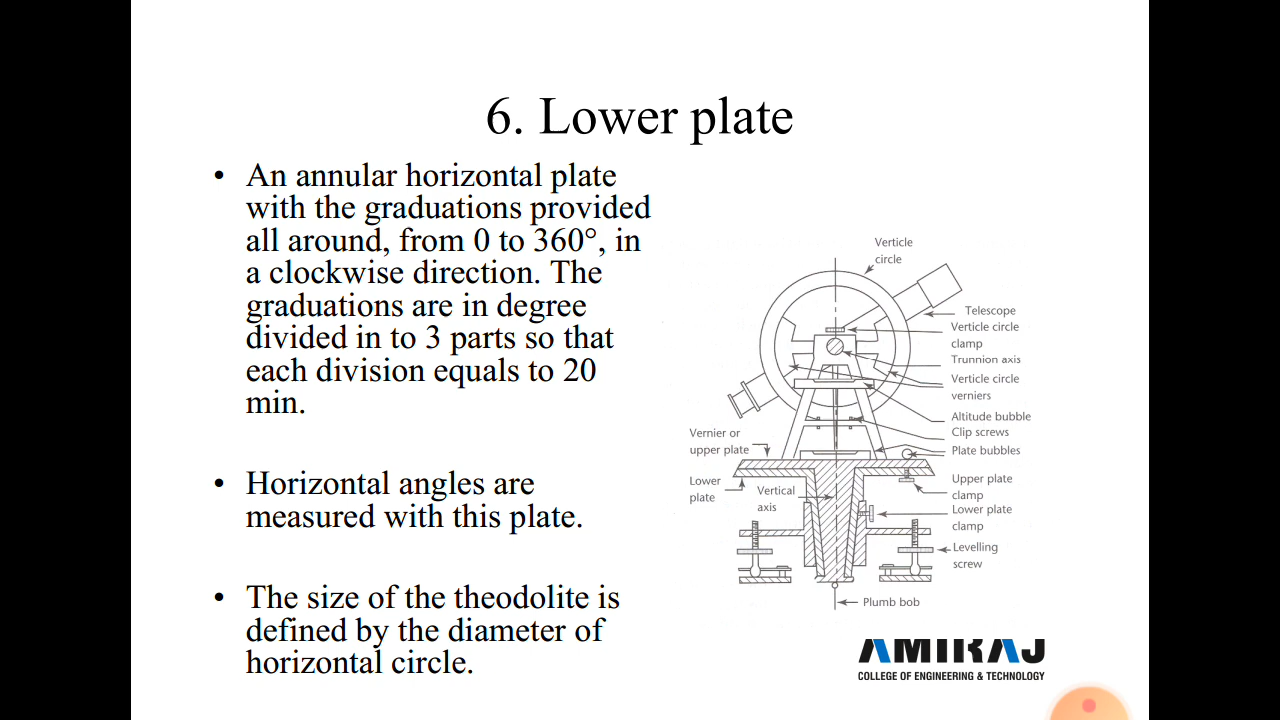 6. Lower plate
• An annular horizontal plate
with the graduations provided
all around, from 0 to 360°, in
a clockwise direction. The
graduations are in degree
divided in to 3 parts so that
each division equals to 20
min.
• Horizontal angles are
measured with this plate.
• The size of the theodolite is
defined by the diameter of
horizontal circle.
Verticle
circle
Telescope
Verticle circle
clamp
Trunnion axis
Verticle circle
verniers
Altitude bubble
Clip screws
Plate bubbles
Vernier or
upper plate
Lower
plate
Vertical
axis
Upper plate
clamp
Lower plate
clamp
Levelling
screw
Plumb bob
AMIRAJ
COLLEGE OF ENGINEERING & TECHNOLOGY